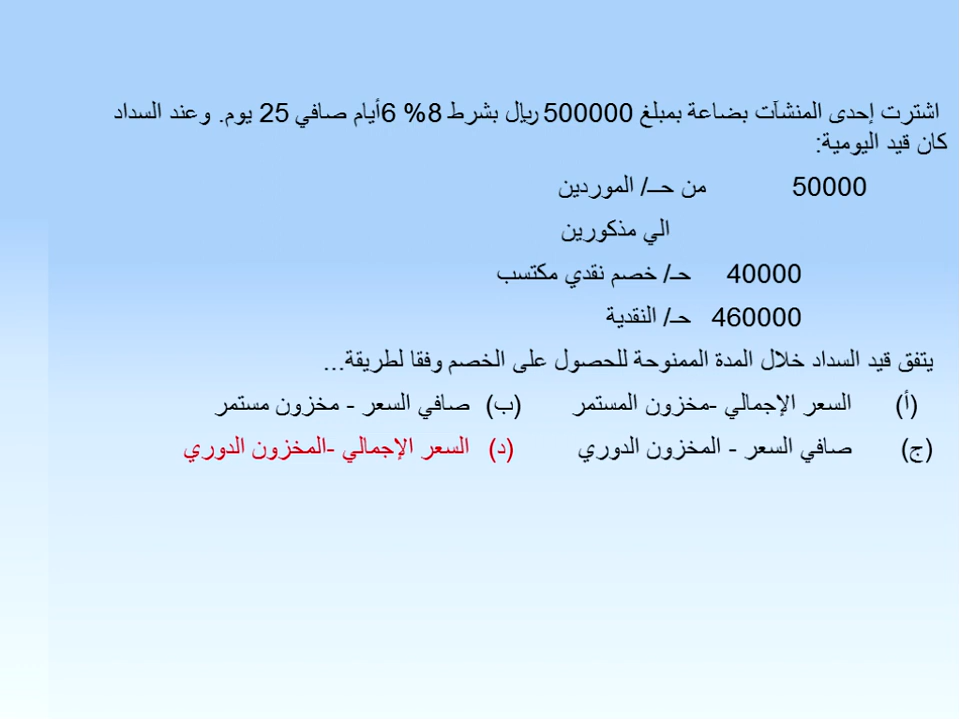 اشترت إحدى المنشآت بضاعة بمبلغ 500000 ريال بشرط 8% 6أيام صافي 25 يوم. وعند السداد
كان قيد اليومية:
50000 من حـــ/ الموردين
الي مذكورين
40000 حـ/ خصم نقدي مكتسب
460000 حـ/ النقدية
يتفق قيد السداد خلال المدة الممنوحة للحصول على الخصم وفقا لطريقة...
(أ) السعر الإجمالي -مخزون المستمر (ب) صافي السعر - مخزون مستمر
(ج) صافي السعر - المخزون الدوري (د) السعر الإجمالي -المخزون الدوري